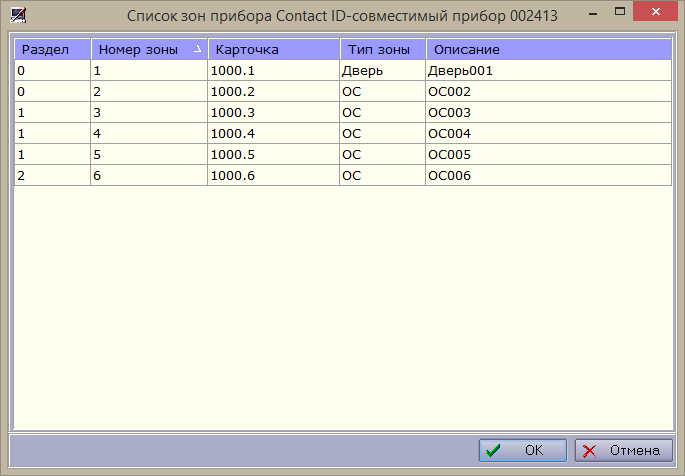 Список зон прибора Contact ID-совместимый прибор 002413
Раздел Номер зоны Карточка Тип зоны Описание
0 1 1000.1 Дверь Дверь001
0 2 1000.2 ОС ОС002
1 3 1000.3 ОС ОС003
1 4 1000.4 ОС ОС004
1 5 1000.5 ОС ОС005
2 6 1000.6 ОС ОС006
OK Отмена